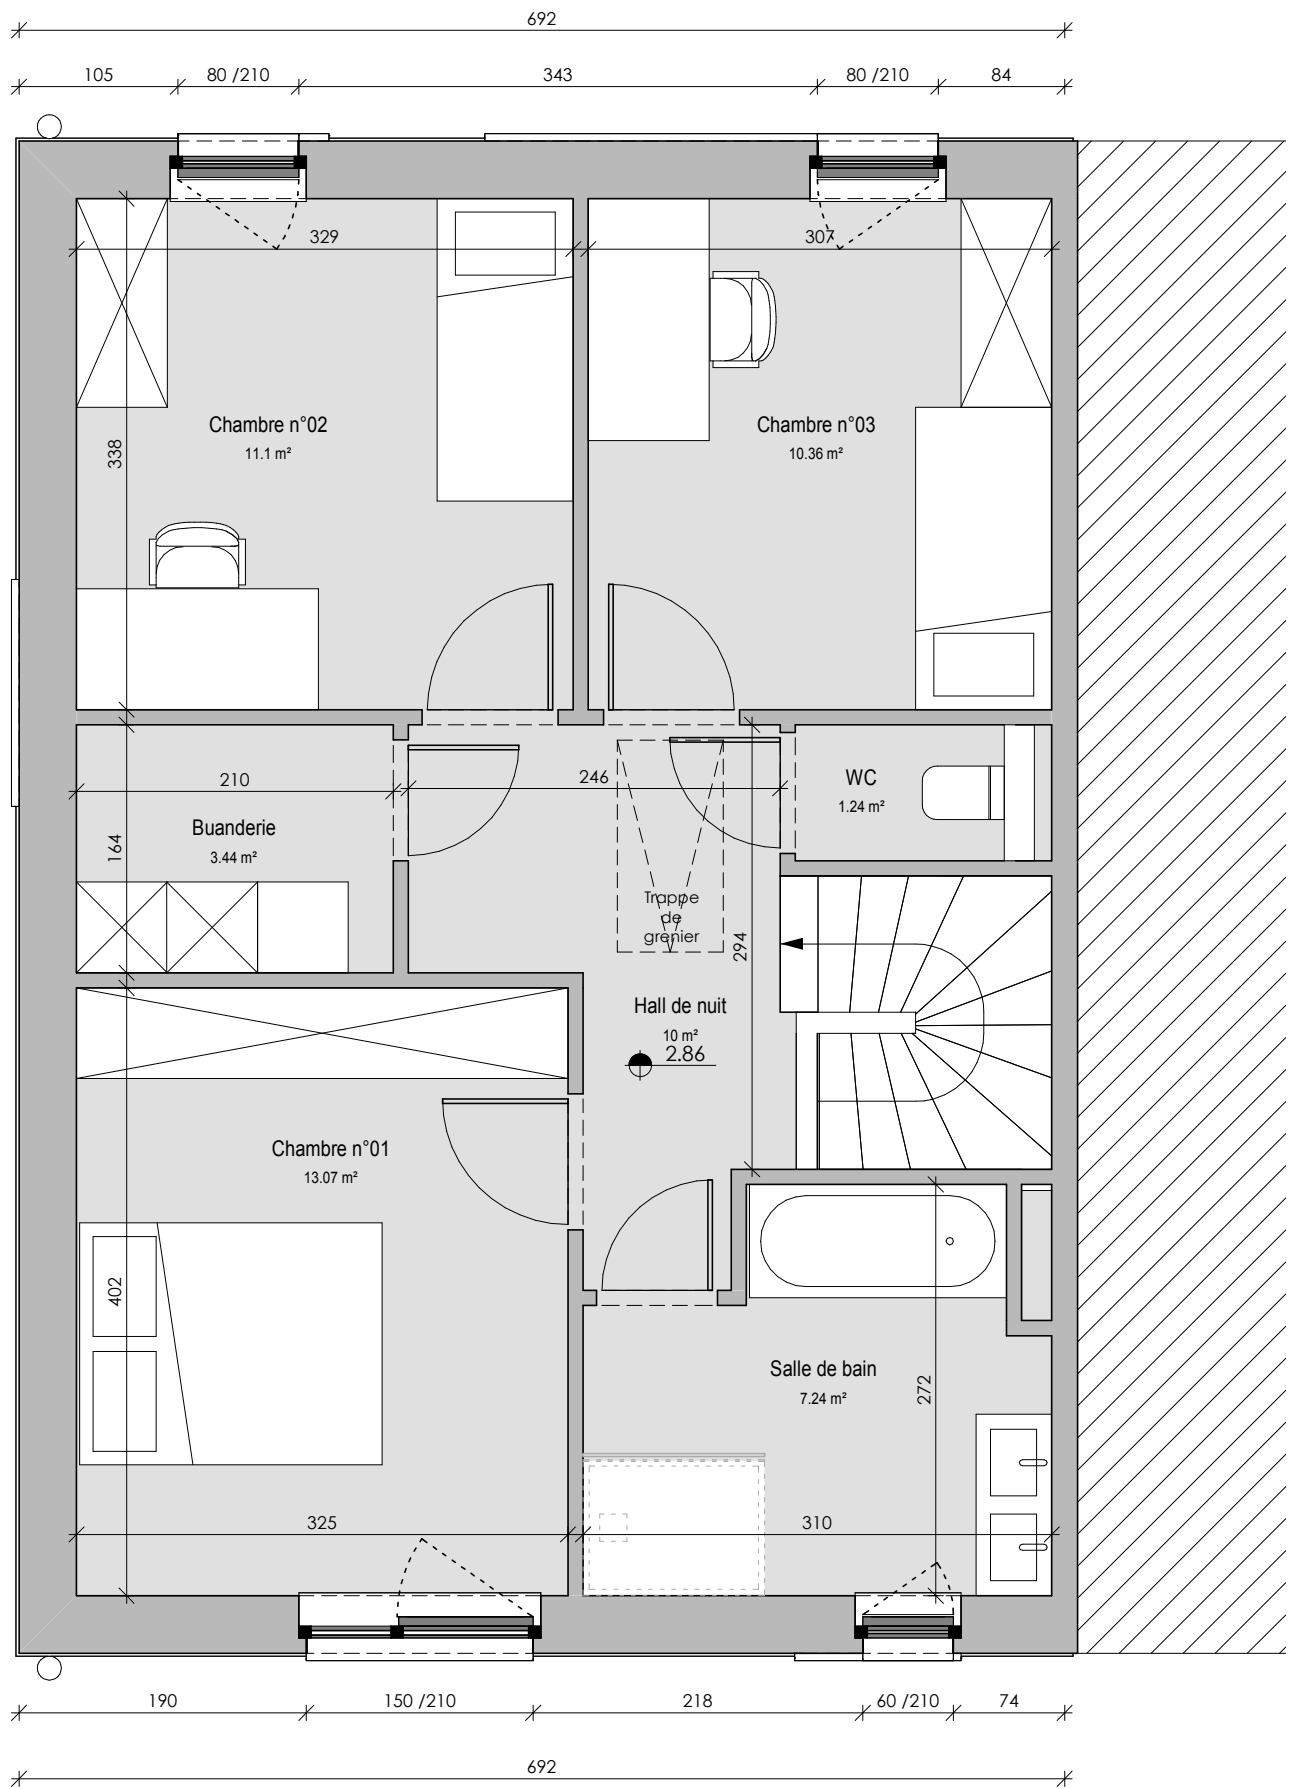 692
105
80 /210
343
80 /210
84
329
307
Chambre n°02
11.1 m²
Chambre n°03
10.36 m²
338
210
246
WC
1.24 m²
Buanderie
3.44 m²
164
Trappe
de
grenier
294
Hall de nuit
10 m²
2.86
Chambre n°01
13.07 m²
402
Salle de bain
7.24 m²
272
325
310
190
150 /210
218
60 /210
74
692